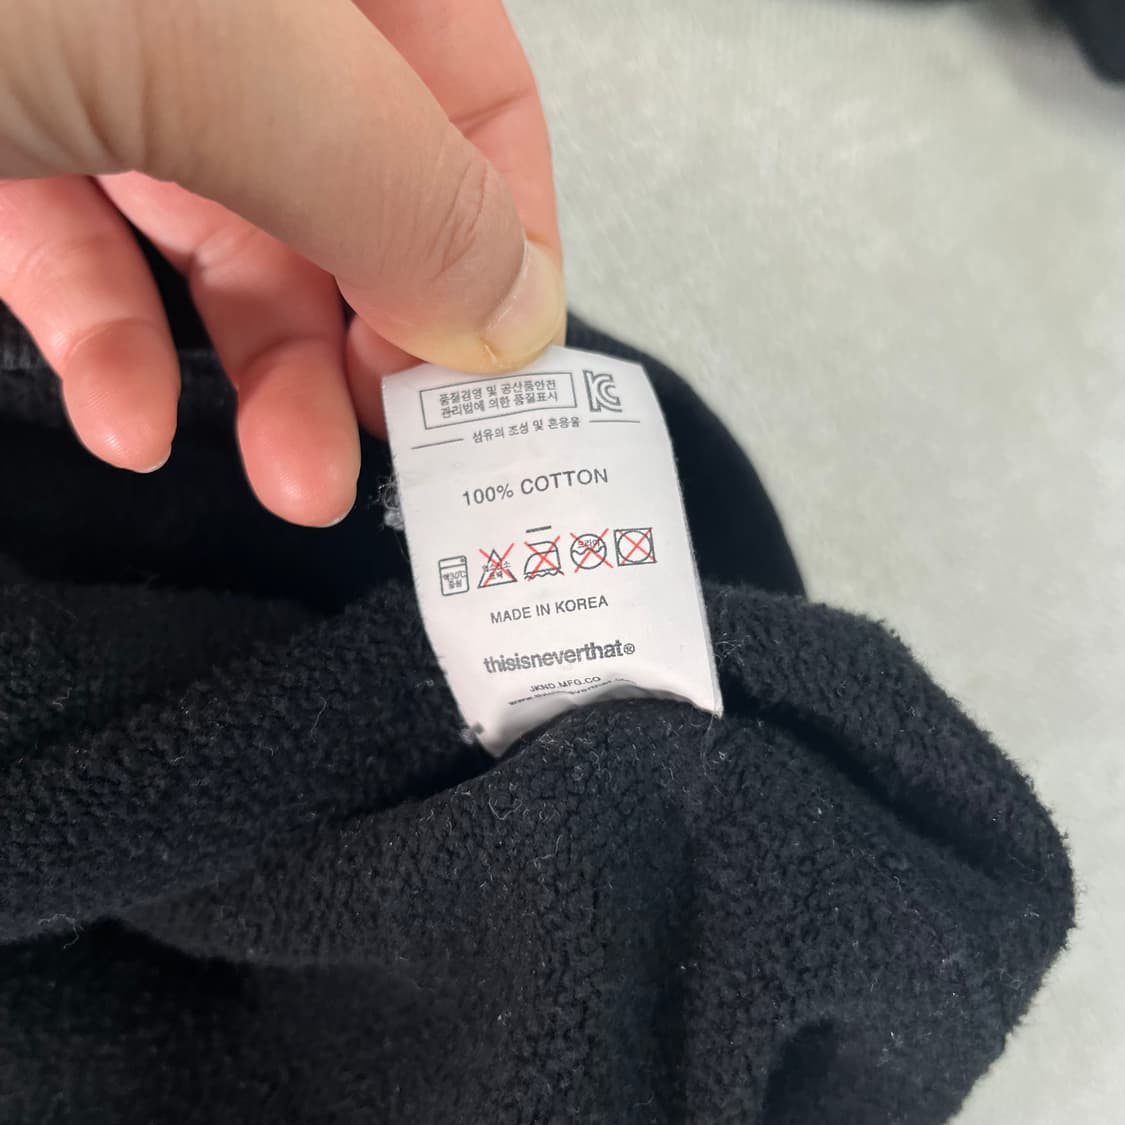 품질경영 및 공산품안전
관리법에 의한 품질표시
섬유의 조성 및 혼용율
100% COTTON
MADE IN KOREA
thisisneverthat®
JKND.MFG.CO